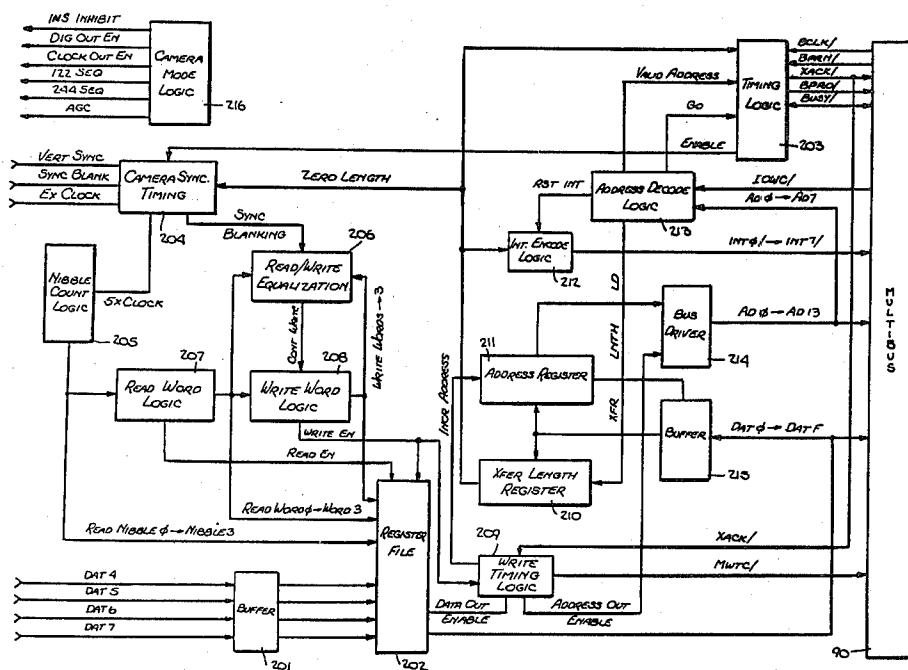 INS INHIBIT
DIG OUT EN
CLOCK OUT EN
122 SEQ
244 SEQ
AGC
CAMERA
MODE
LOGIC
216
VERT SYNC
SYNC BLANK
EX CLOCK
CAMERA SYNC.
TIMING
204
SYNC
BLANKING
ZERO LENGTH
NIBBLE
COUNT
LOGIC
205
5X CLOCK
206
READ/WRITE
EQUALIZATION
CONT WRITE
WRITE WORDS→3
207
READ WORD
LOGIC
208
WRITE WORD
LOGIC
WRITE EN
READ EN
READ WORD φ→WORD 3
READ NIBBLE φ→NIBBLE 3
DAT 4
DAT 5
DAT 6
DAT 7
BUFFER
201
REGISTER
FILE
202
VALID ADDRESS
GO
ENABLE
TIMING
LOGIC
203
BCLK/
XACK/
BPRO/
BUSY/
RST INT
ADDRESS DECODE
LOGIC
213
IOWC/
AD φ→AD7
INT. ENCODE
LOGIC
212
INT φ/→INT 7/
LD
LNTH
XFR
211
ADDRESS REGISTER
INCR ADDRESS
BUS
DRIVER
214
AD φ→AD 13
BUFFER
215
DAT φ→DAT F
XFER LENGTH
REGISTER
210
209
WRITE
TIMING
LOGIC
XACK/
MWTC/
DATA OUT
ENABLE
ADDRESS OUT
ENABLE
MULTIBUS
90